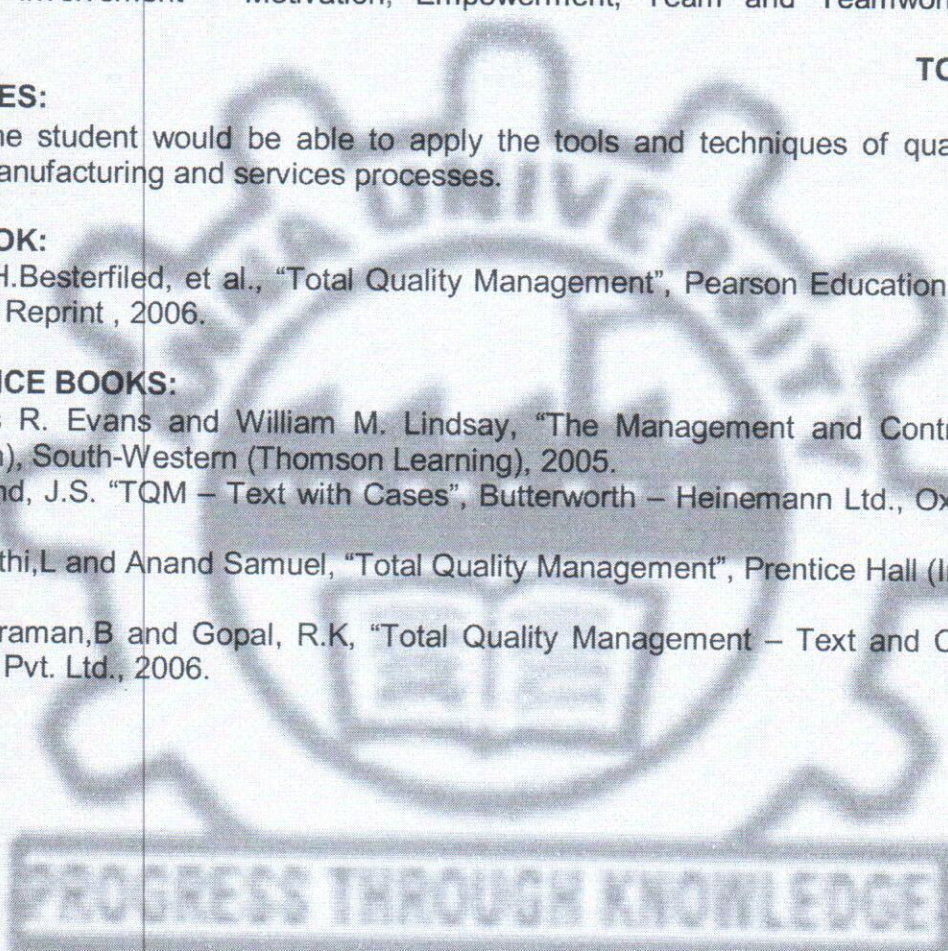 Involvement – Motivation, Empowerment, Team and Teamwor
TO
ES:
he student would be able to apply the tools and techniques of qua
anufacturing and services processes.
OK:
H.Besterfiled, et al., “Total Quality Management”, Pearson Education
Reprint , 2006.
NCE BOOKS:
s R. Evans and William M. Lindsay, “The Management and Contr
n), South-Western (Thomson Learning), 2005.
nd, J.S. “TQM – Text with Cases”, Butterworth – Heinemann Ltd., Ox
thi,L and Anand Samuel, “Total Quality Management”, Prentice Hall (I
raman,B and Gopal, R.K, “Total Quality Management – Text and C
Pvt. Ltd., 2006.
UNIVERSITY
PROGRESS THROUGH KNOWLEDGE